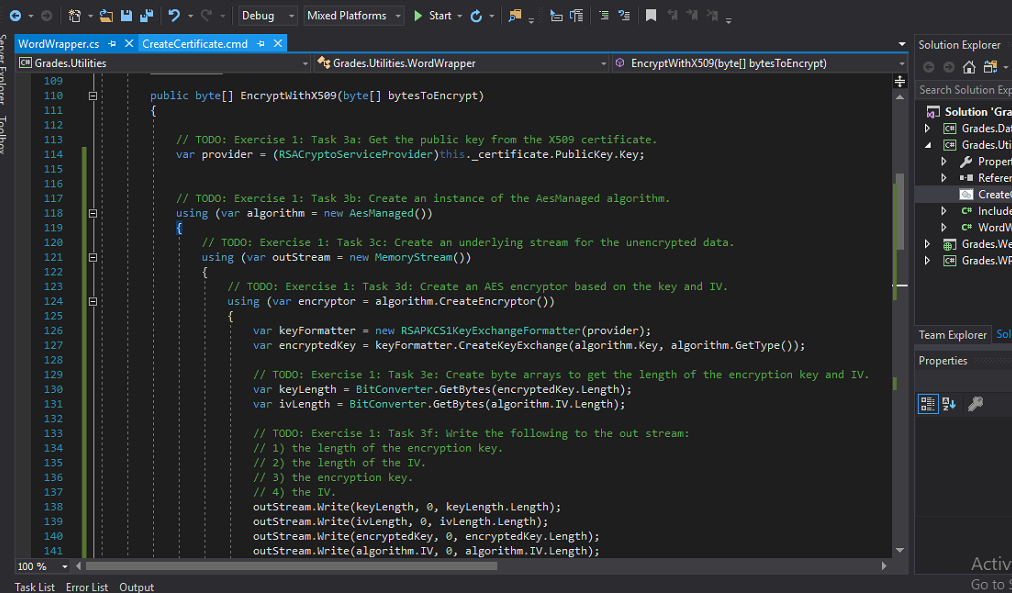 Debug
Mixed Platforms
Start
WordWrapper.cs
CreateCertificate.cmd
Grades.Utilities
Grades.Utilities.WordWrapper
EncryptWithX509(byte[] bytesToEncrypt)
Server Explorer
Toolbox
109
110 public byte[] EncryptWithX509(byte[] bytesToEncrypt)
111 {
112
113 // TODO: Exercise 1: Task 3a: Get the public key from the X509 certificate.
114 var provider = (RSACryptoServiceProvider)this._certificate.PublicKey.Key;
115
116
117 // TODO: Exercise 1: Task 3b: Create an instance of the AesManaged algorithm.
118 using (var algorithm = new AesManaged())
119 {
120 // TODO: Exercise 1: Task 3c: Create an underlying stream for the unencrypted data.
121 using (var outStream = new MemoryStream())
122 {
123 // TODO: Exercise 1: Task 3d: Create an AES encryptor based on the key and IV.
124 using (var encryptor = algorithm.CreateEncryptor())
125 {
126 var keyFormatter = new RSAPKCS1KeyExchangeFormatter(provider);
127 var encryptedKey = keyFormatter.CreateKeyExchange(algorithm.Key, algorithm.GetType());
128
129 // TODO: Exercise 1: Task 3e: Create byte arrays to get the length of the encryption key and IV.
130 var keyLength = BitConverter.GetBytes(encryptedKey.Length);
131 var ivLength = BitConverter.GetBytes(algorithm.IV.Length);
132
133 // TODO: Exercise 1: Task 3f: Write the following to the out stream:
134 // 1) the length of the encryption key.
135 // 2) the length of the IV.
136 // 3) the encryption key.
137 // 4) the IV.
138 outStream.Write(keyLength, 0, keyLength.Length);
139 outStream.Write(ivLength, 0, ivLength.Length);
140 outStream.Write(encryptedKey, 0, encryptedKey.Length);
141 outStream.Write(algorithm.IV, 0, algorithm.IV.Length);
100 %
Task List Error List Output
Solution Explorer
Search Solution Exp
Solution 'Gra
Grades.Dat
Grades.Uti
Propert
Referen
CreateC
Include
WordW
Grades.We
Grades.WP
Team Explorer Sol
Properties
Activ
Go to S